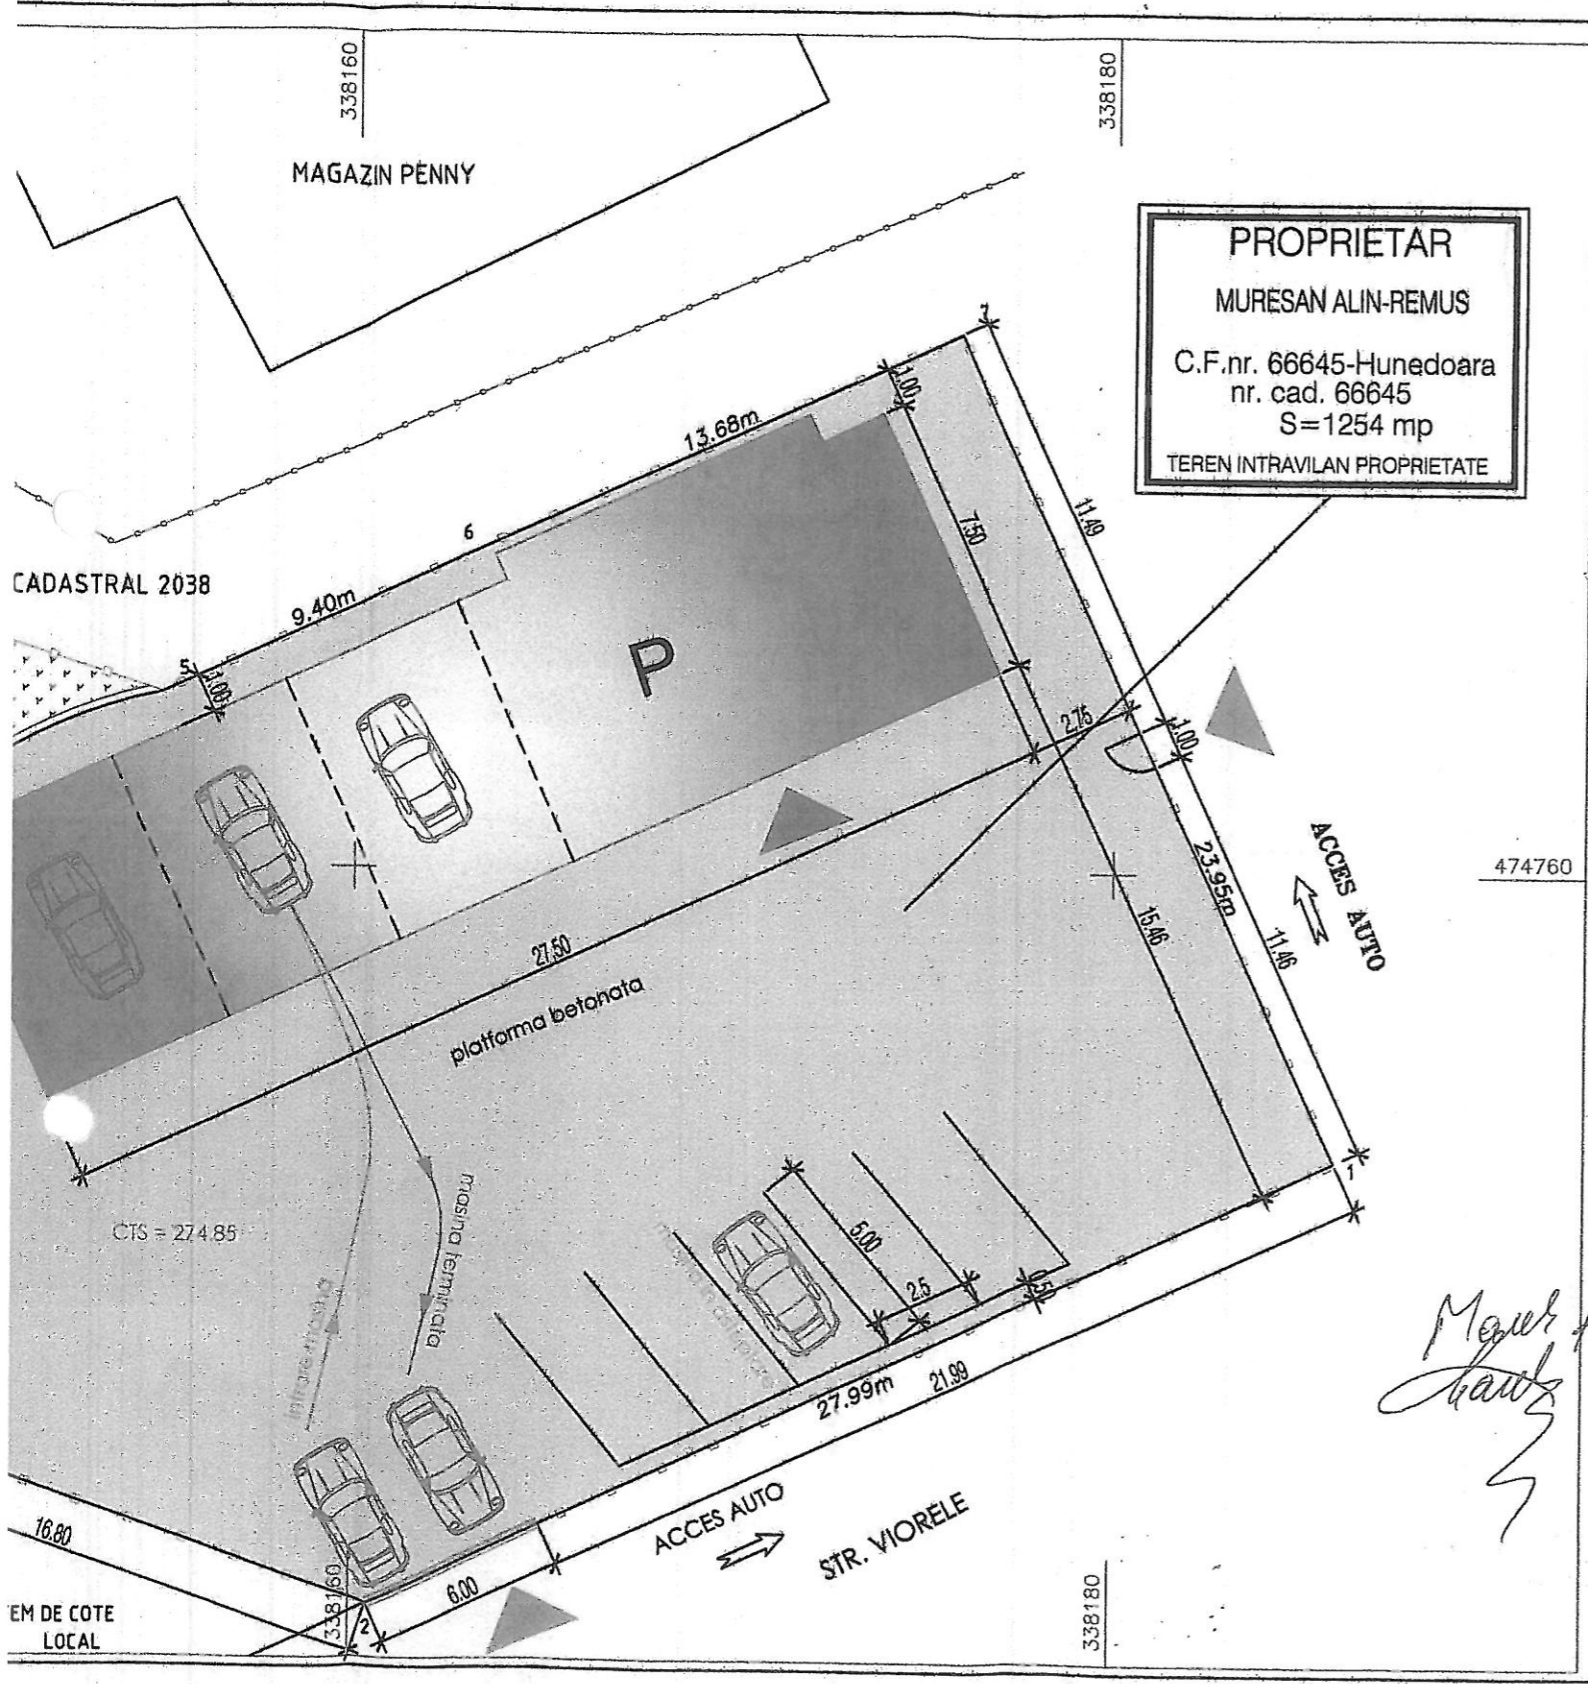 338160
338180
MAGAZIN PENNY
PROPRIETAR
MURESAN ALIN-REMUS
C.F.nr. 66645-Hunedoara
nr. cad. 66645
S=1254 mp
TEREN INTRAVILAN PROPRIETATE
7
1.00
13.68m
11.49
7.50
6
CADASTRAL 2038
9.40m
5
1.00
P
2.75
1.00
ACCES AUTO
23.95m
474760
15.46
11.46
27.50
platforma betonata
1
CTS = 274.85
masina terminata
5.00
2.5
0.50
27.99m
21.99
ACCES AUTO
STR. VIORELE
16.80
6.00
338160
2
338180
EM DE COTE
LOCAL